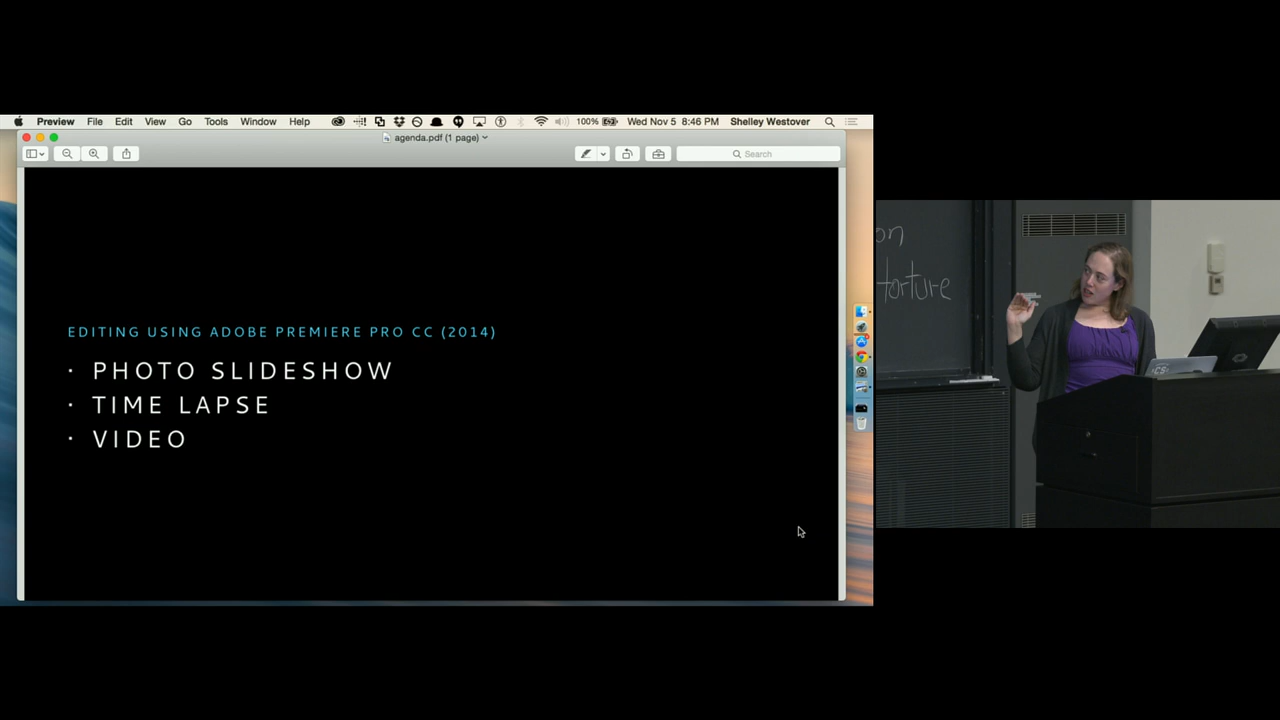 Preview File Edit View Go Tools Window Help 100% Wed Nov 5 8:46 PM Shelley Westover
agenda.pdf (1 page)
Search
EDITING USING ADOBE PREMIERE PRO CC (2014)
· PHOTO SLIDESHOW
· TIME LAPSE
· VIDEO
on
torture